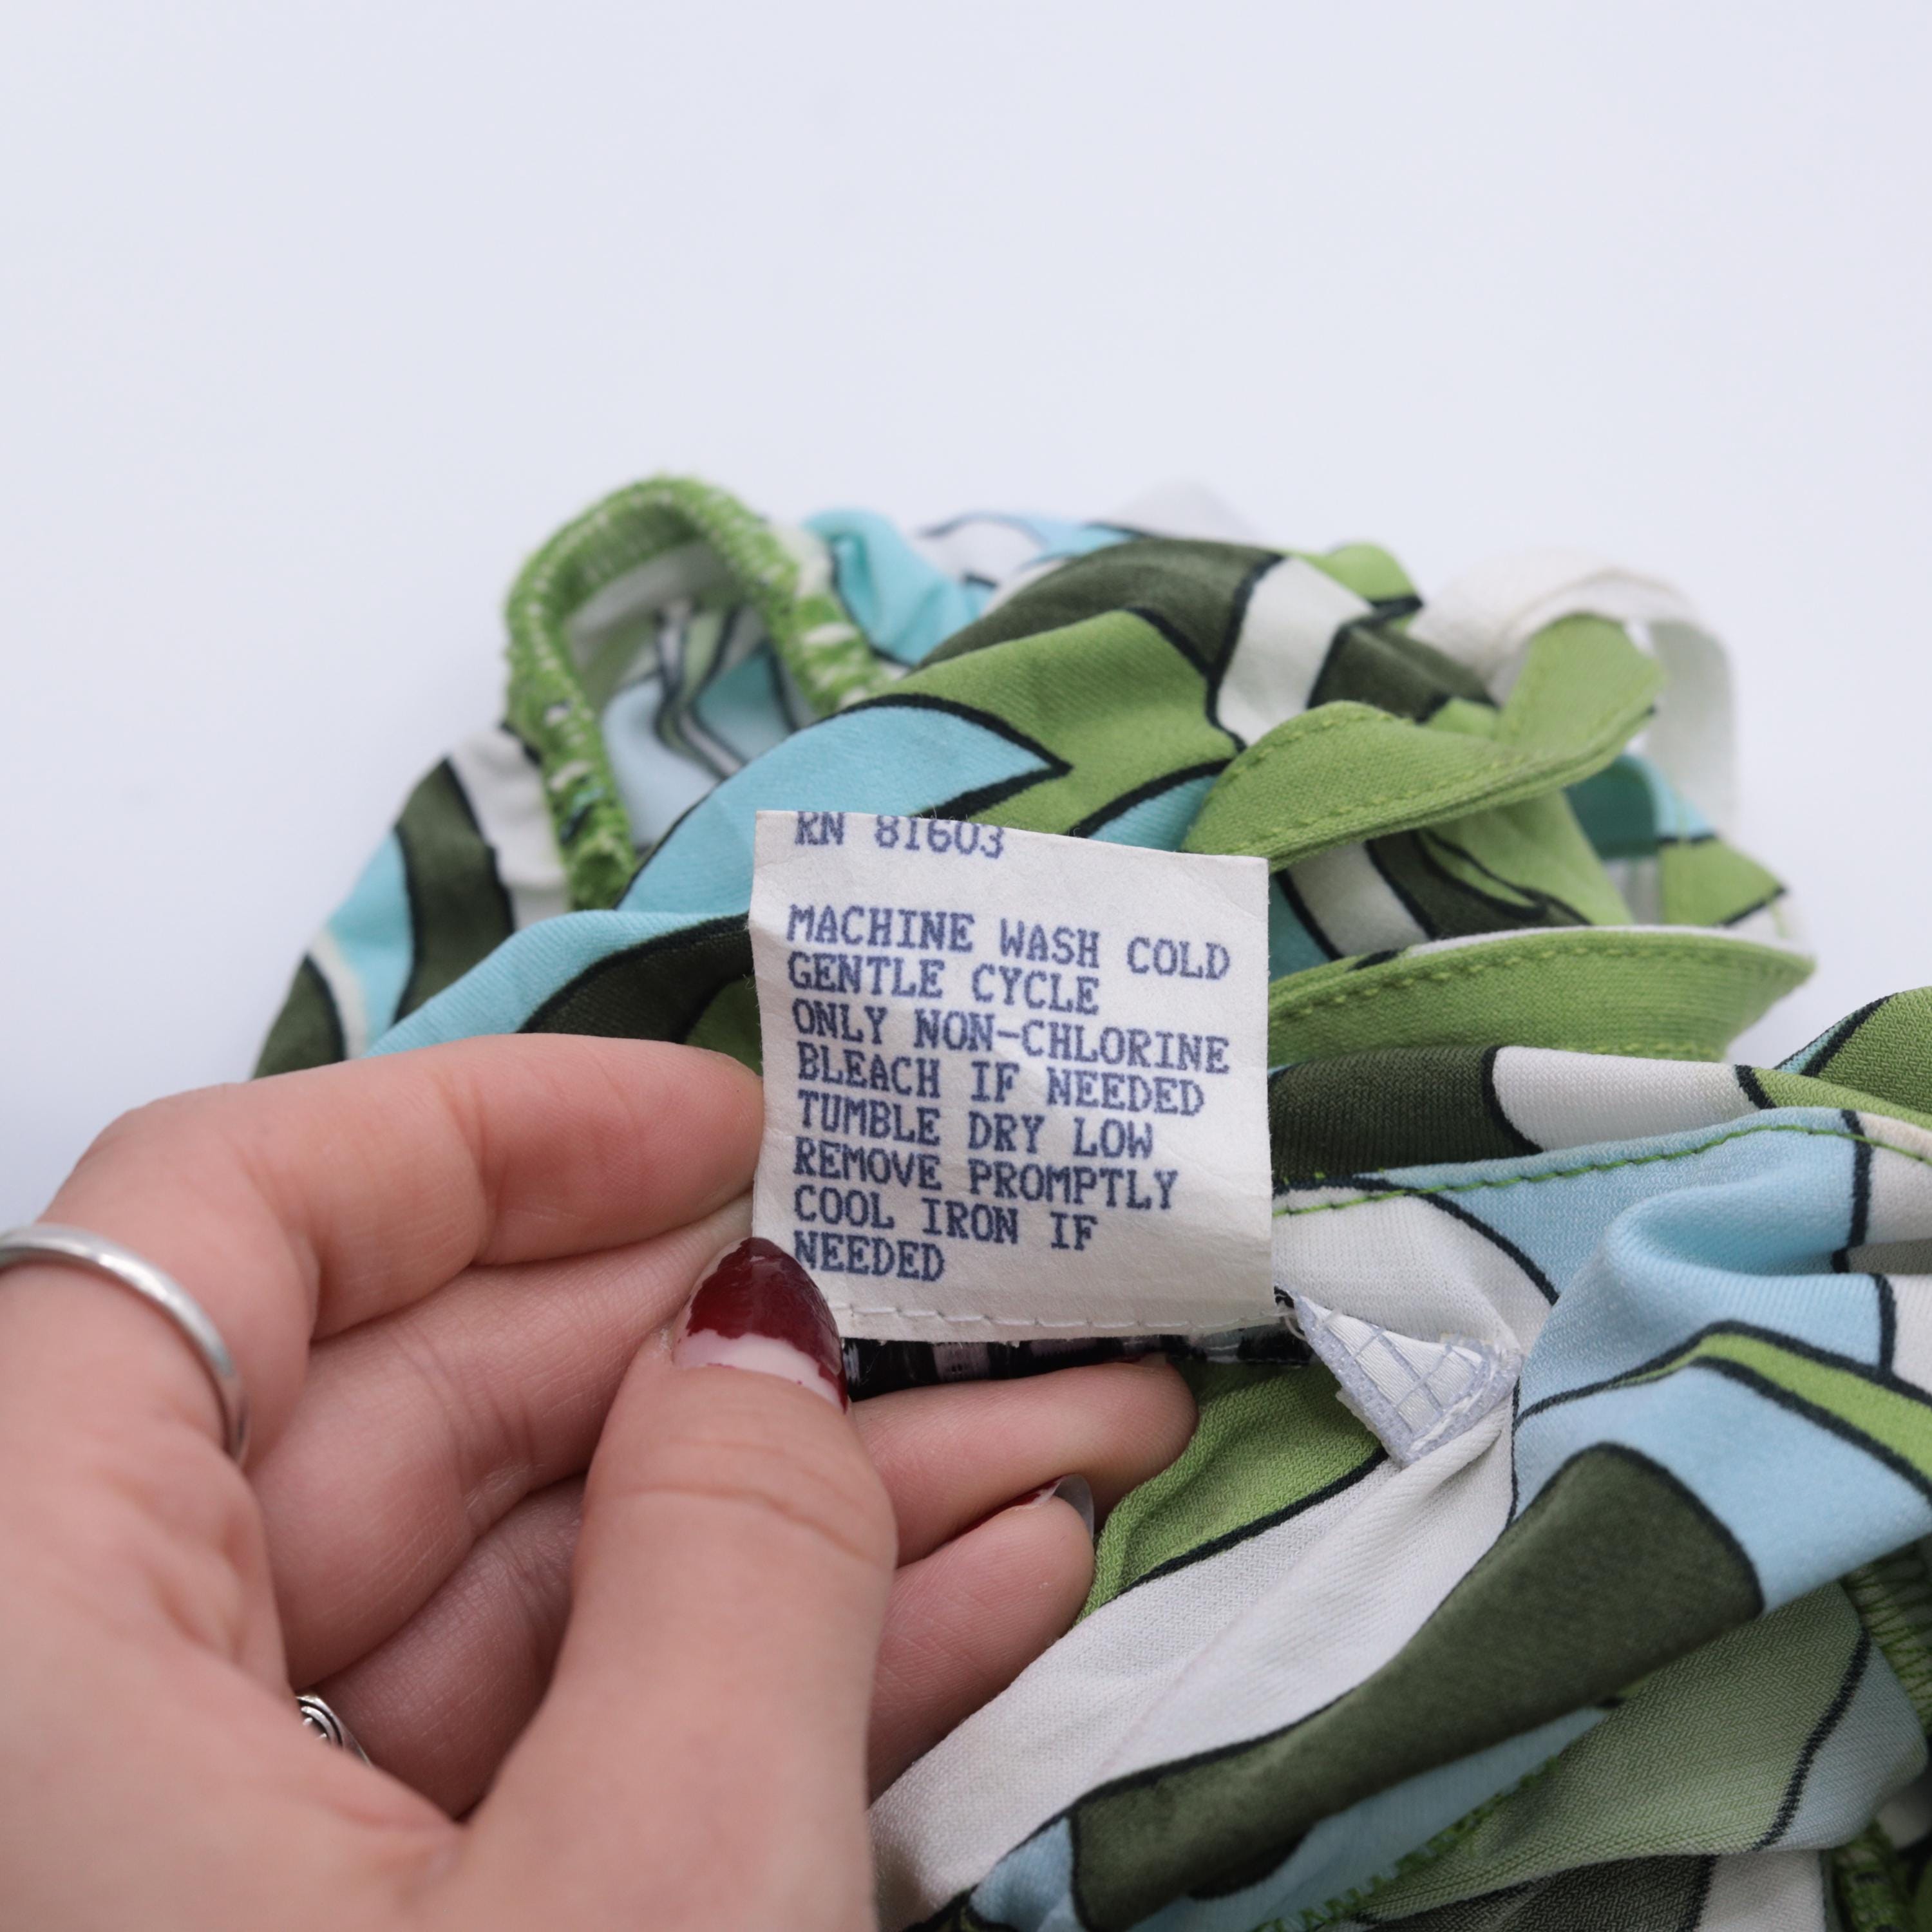 RN 81603
MACHINE WASH COLD
GENTLE CYCLE
ONLY NON-CHLORINE
BLEACH IF NEEDED
TUMBLE DRY LOW
REMOVE PROMPTLY
COOL IRON IF
NEEDED